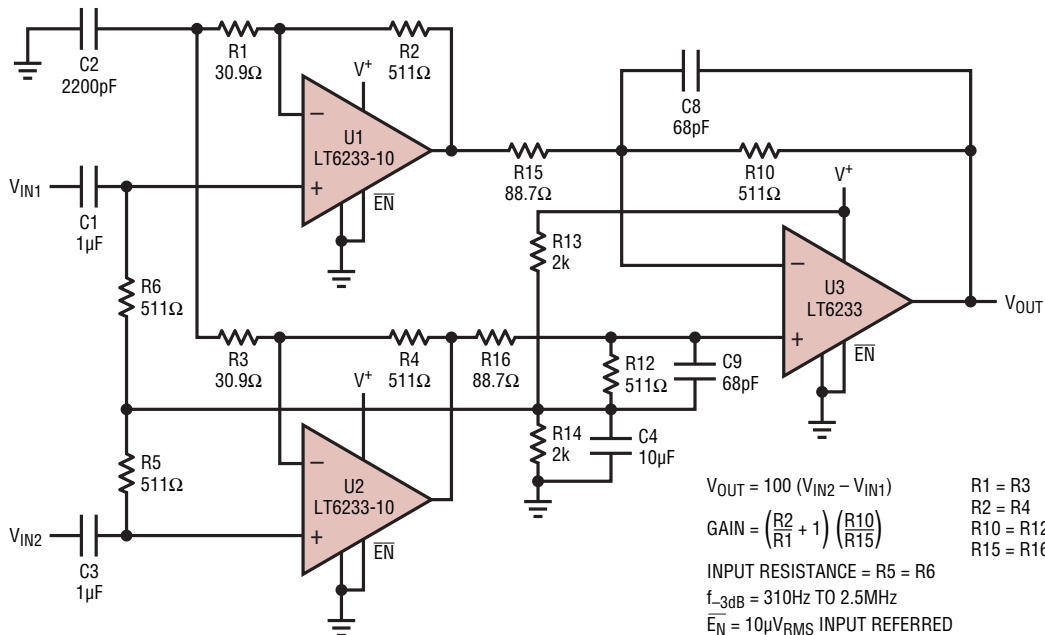 C2
2200pF
R1
30.9Ω
R2
511Ω
V+
U1
LT6233-10
EN
VIN1
C1
1µF
C8
68pF
R15
88.7Ω
R10
511Ω
V+
R13
2k
U3
LT6233
VOUT
EN
R6
511Ω
R3
30.9Ω
R4
511Ω
R16
88.7Ω
R12
511Ω
C9
68pF
V+
R14
2k
C4
10µF
R5
511Ω
U2
LT6233-10
EN
VIN2
C3
1µF
VOUT = 100 (VIN2 – VIN1)
GAIN = (R2/R1 + 1) (R10/R15)
INPUT RESISTANCE = R5 = R6
f–3dB = 310Hz TO 2.5MHz
EN = 10µVRMS INPUT REFERRED
R1 = R3
R2 = R4
R10 = R12
R15 = R16